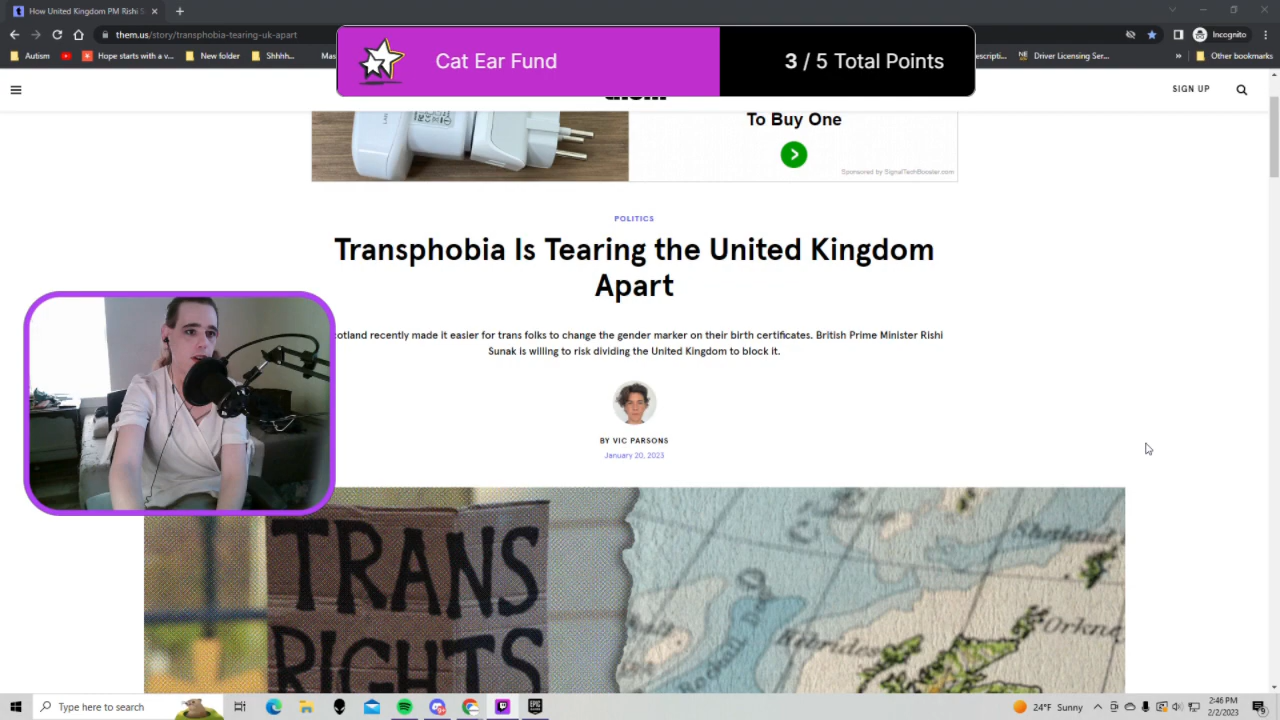 How United Kingdom PM Rishi S
them.us/story/transphobia-tearing-uk-apart
Incognito
Autism
Hope starts with a v...
New folder
Shhhh...
Driver Licensing Ser...
Other bookmarks
Cat Ear Fund
3 / 5 Total Points
SIGN UP
To Buy One
Sponsored by SignalTechBooster.com
POLITICS
Transphobia Is Tearing the United Kingdom
Apart
cotland recently made it easier for trans folks to change the gender marker on their birth certificates. British Prime Minister Rishi
Sunak is willing to risk dividing the United Kingdom to block it.
BY VIC PARSONS
January 20, 2023
TRANS
RIGHTS
Shetland
Orkne
Hebrides
Rockall
Type here to search
24°F Sunny
2:46 PM
2/2/2023